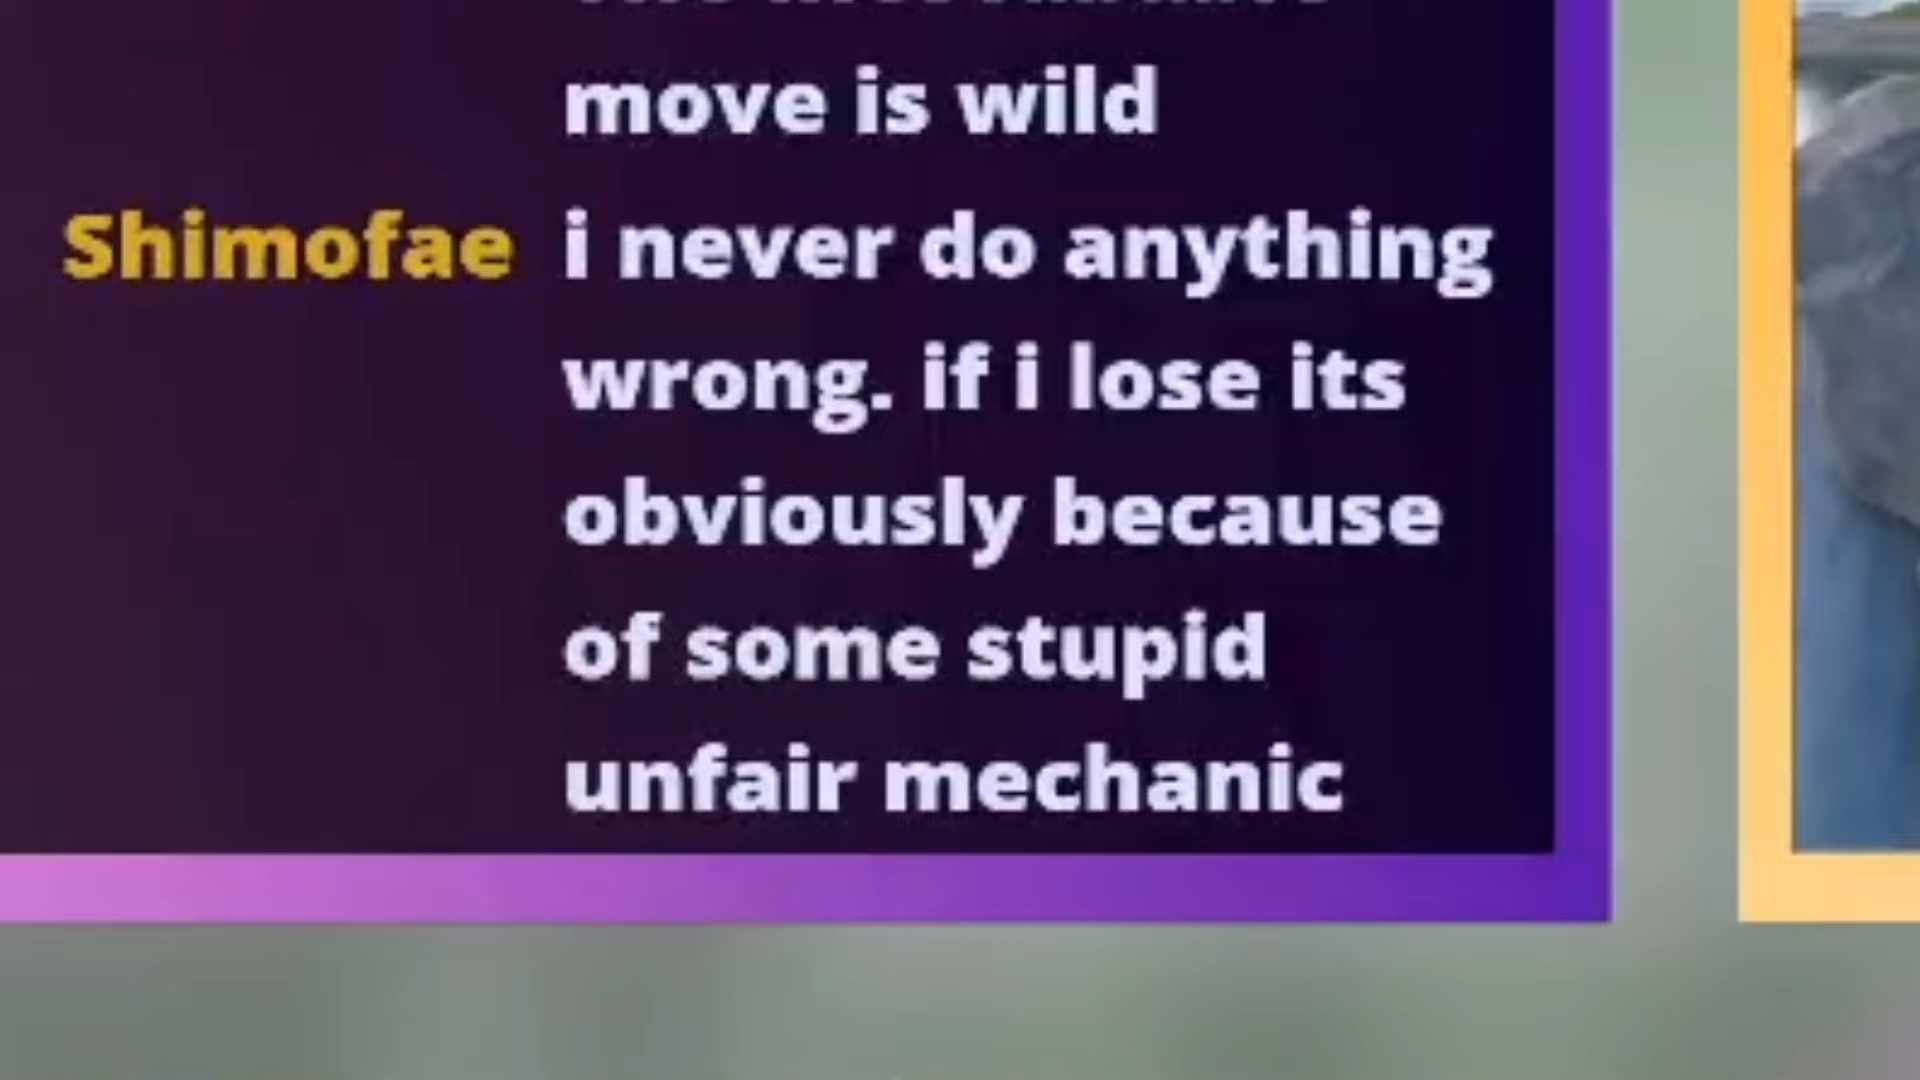 move is wild
Shimofae i never do anything
wrong. if i lose its
obviously because
of some stupid
unfair mechanic